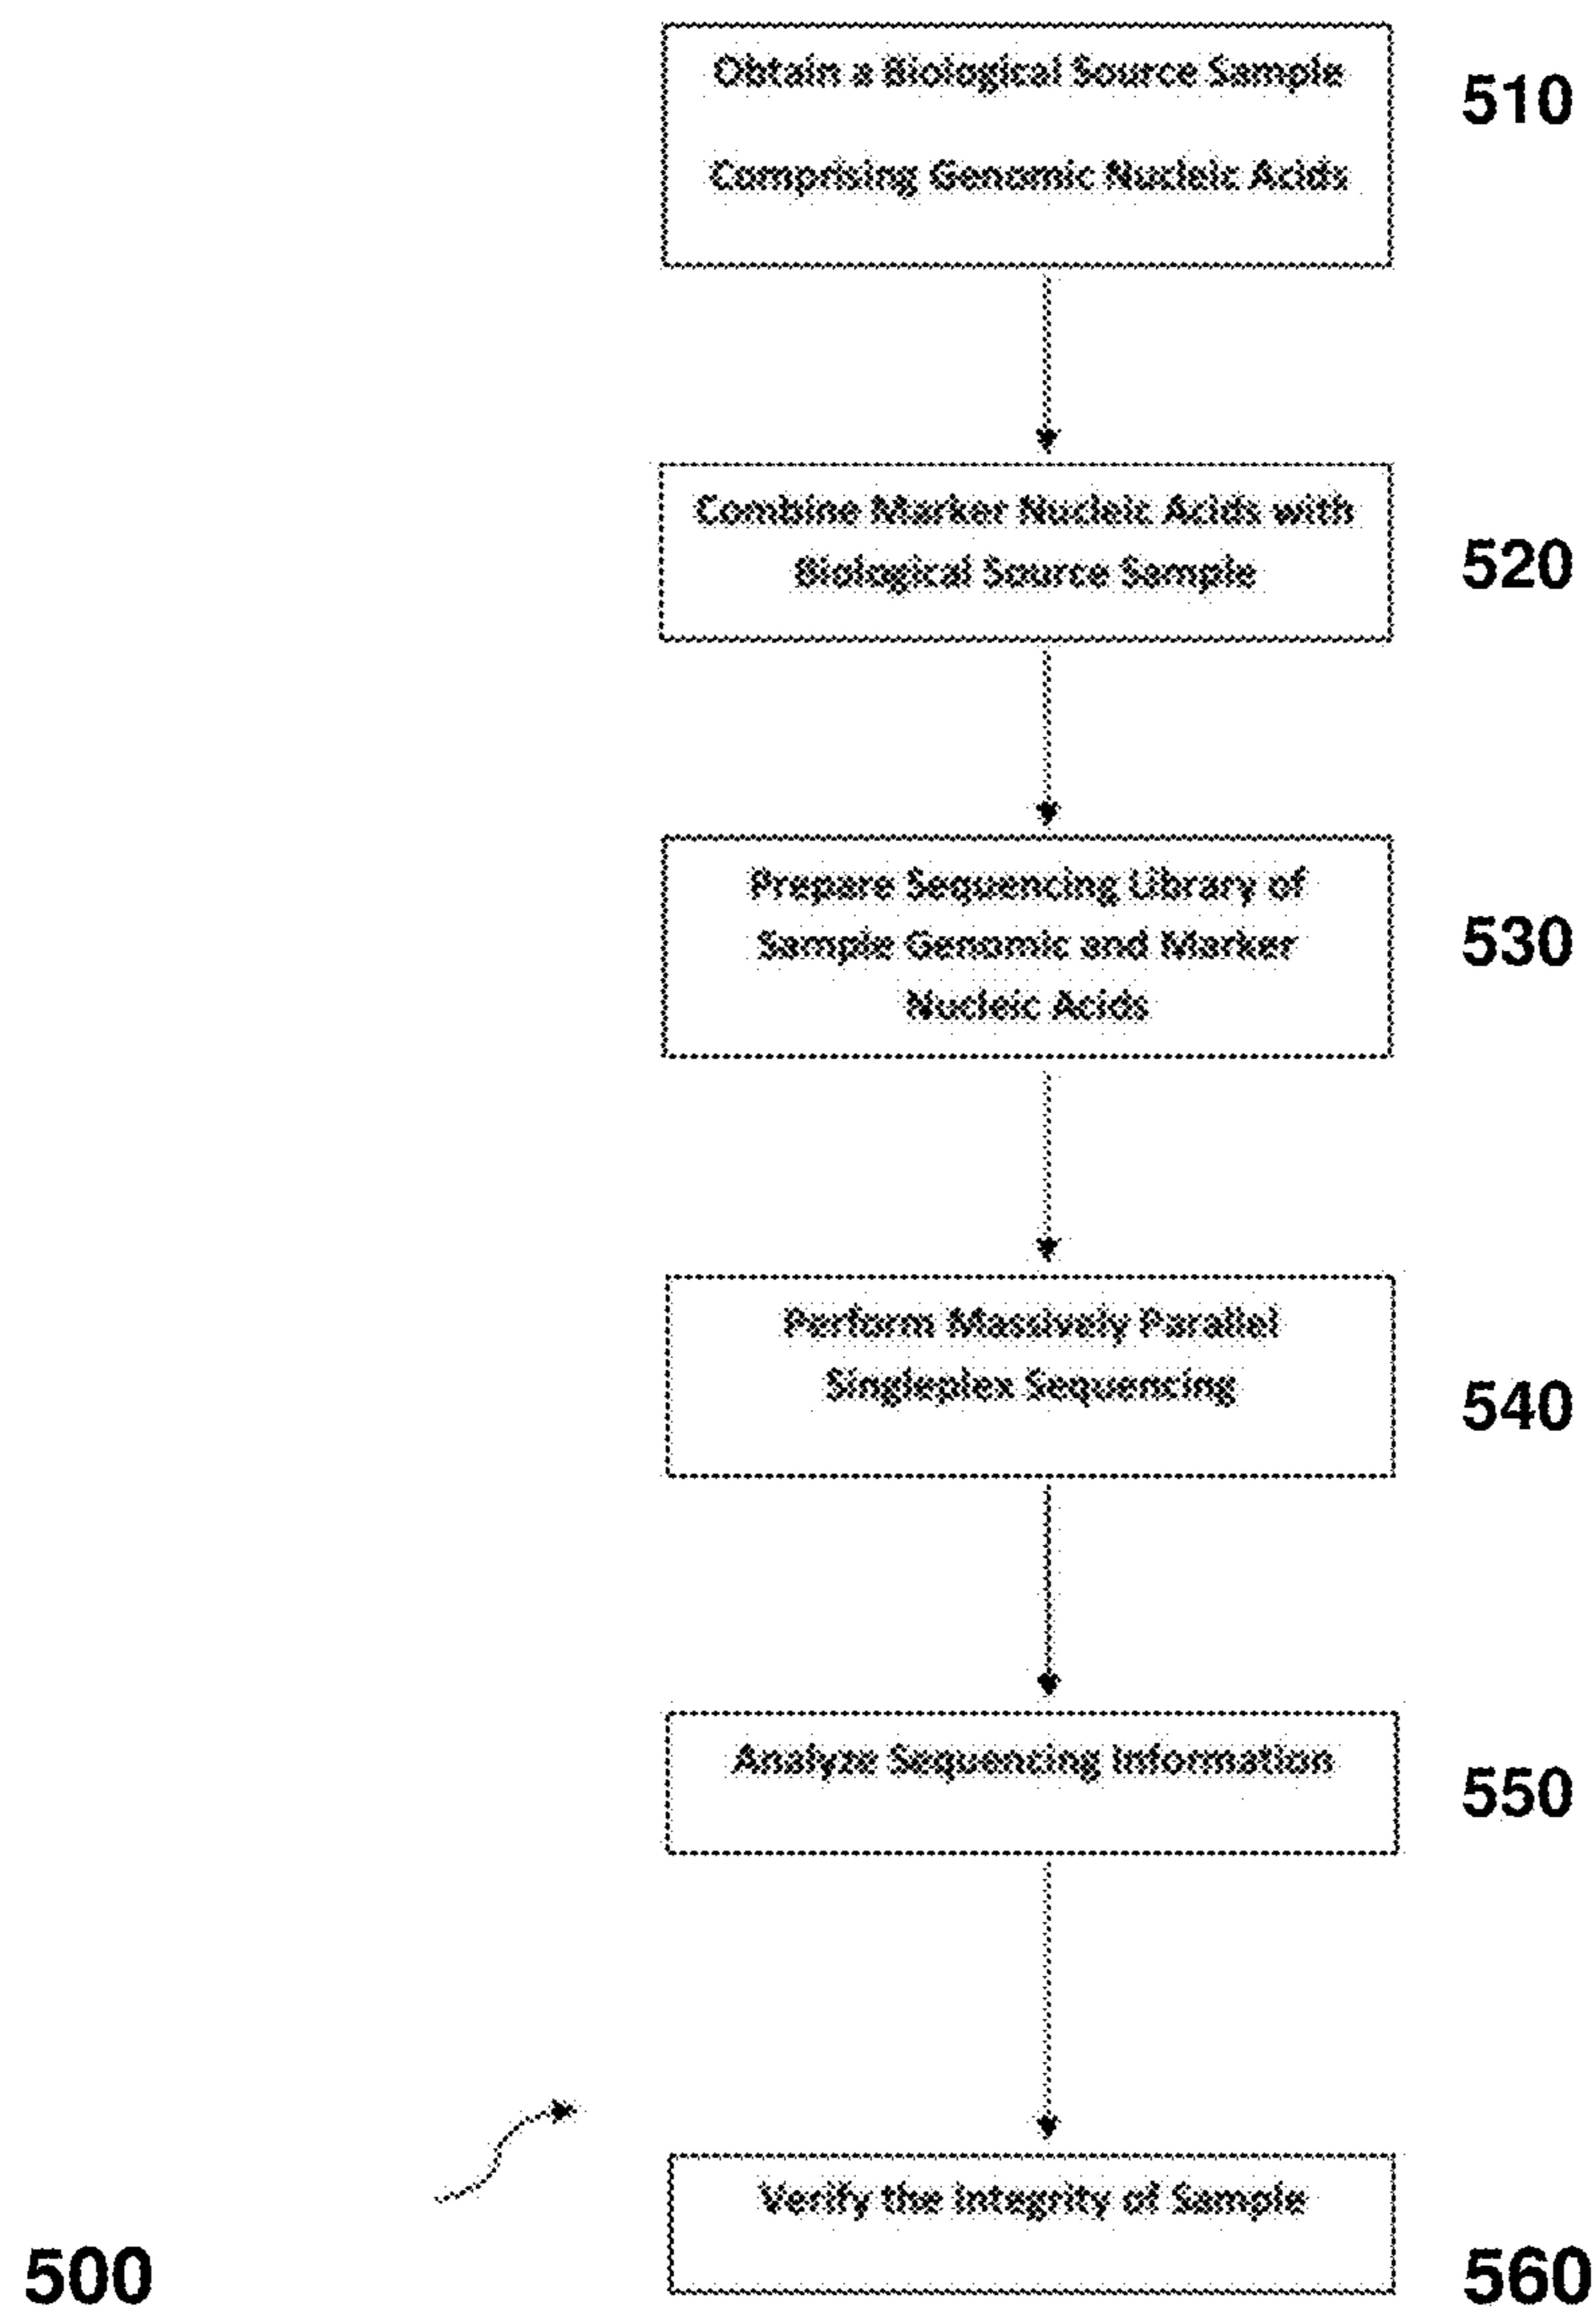 Obtain a Biological Source Sample
510
Comprising Genomic Nucleic Acids
Combine Marker Nucleic Acids with
520
Biological Source Sample
Prepare Sequencing Library of
Sample Genomic and Marker
530
Nucleic Acids
Perform Massively Parallel
Singleplex Sequencing
540
Analyze Sequencing Information
550
Verify the Integrity of Sample
500
560